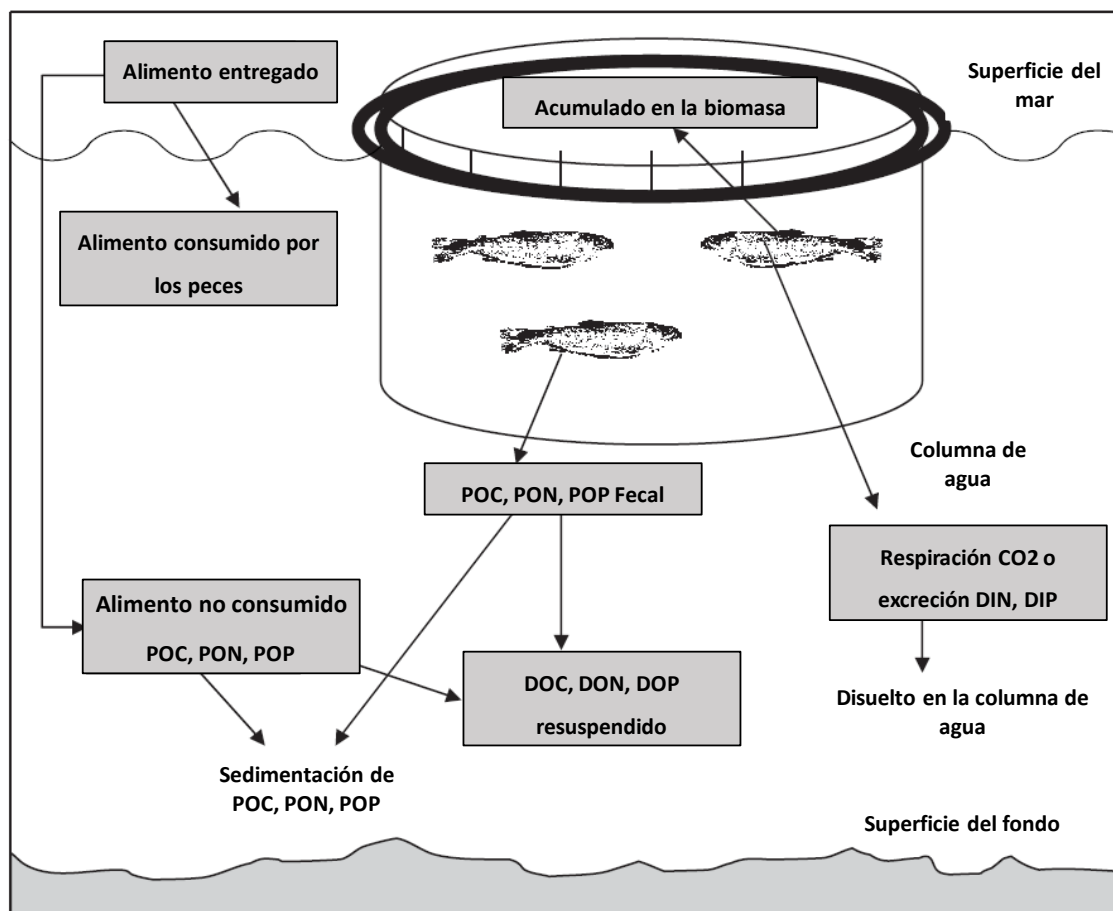 Alimento entregado
Superficie del
mar
Acumulado en la biomasa
Alimento consumido por
los peces
Columna de
agua
POC, PON, POP Fecal
Respiración CO2 o
excreción DIN, DIP
Alimento no consumido
POC, PON, POP
DOC, DON, DOP
resuspendido
Disuelto en la columna de
agua
Sedimentación de
POC, PON, POP
Superficie del fondo